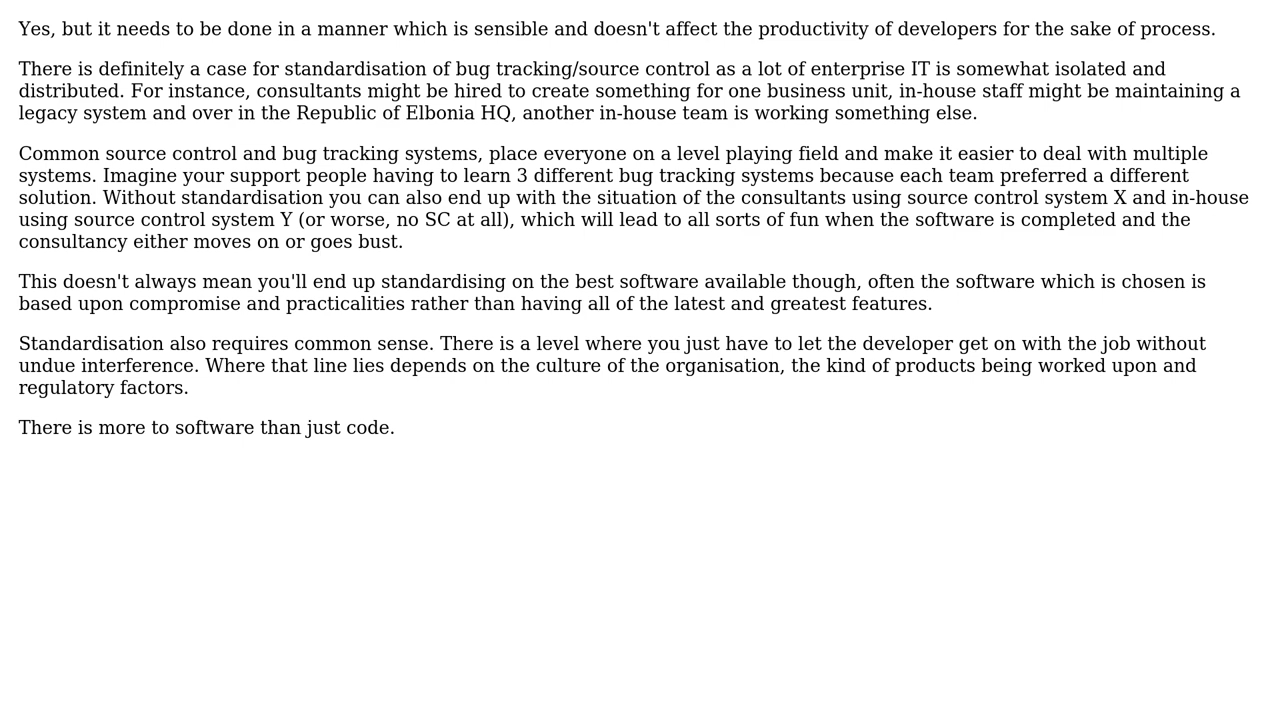 Yes, but it needs to be done in a manner which is sensible and doesn't affect the productivity of developers for the sake of process.
There is definitely a case for standardisation of bug tracking/source control as a lot of enterprise IT is somewhat isolated and
distributed. For instance, consultants might be hired to create something for one business unit, in-house staff might be maintaining a
legacy system and over in the Republic of Elbonia HQ, another in-house team is working something else.
Common source control and bug tracking systems, place everyone on a level playing field and make it easier to deal with multiple
systems. Imagine your support people having to learn 3 different bug tracking systems because each team preferred a different
solution. Without standardisation you can also end up with the situation of the consultants using source control system X and in-house
using source control system Y (or worse, no SC at all), which will lead to all sorts of fun when the software is completed and the
consultancy either moves on or goes bust.
This doesn't always mean you'll end up standardising on the best software available though, often the software which is chosen is
based upon compromise and practicalities rather than having all of the latest and greatest features.
Standardisation also requires common sense. There is a level where you just have to let the developer get on with the job without
undue interference. Where that line lies depends on the culture of the organisation, the kind of products being worked upon and
regulatory factors.
There is more to software than just code.